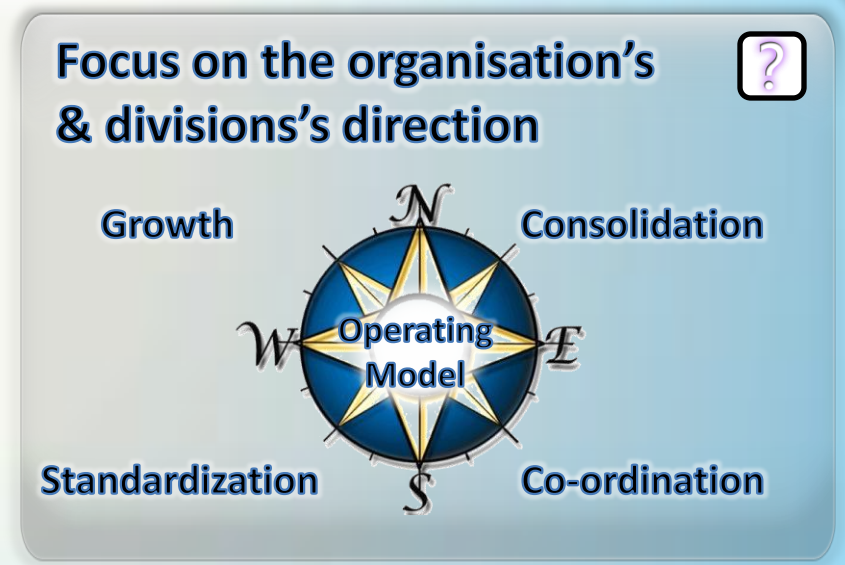 Focus on the organisation's
& divisions's direction
?
N
Growth
Consolidation
W
Operating
Model
E
Standardization
S
Co-ordination